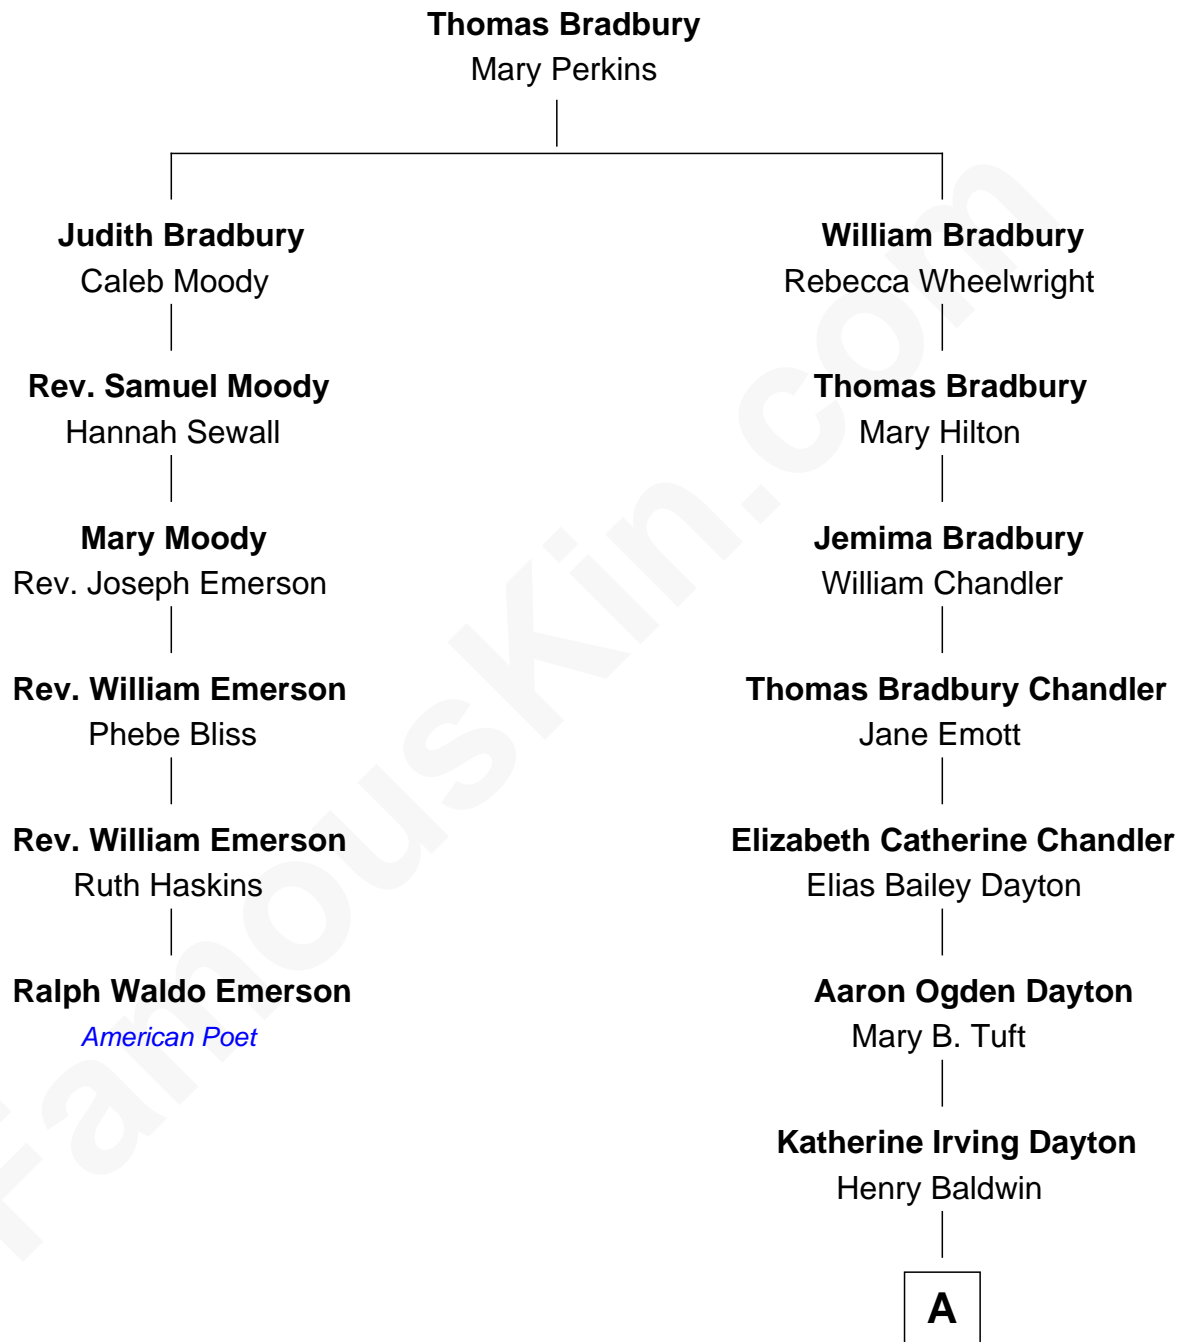 Thomas Bradbury
Mary Perkins
Judith Bradbury
Caleb Moody
Rev. Samuel Moody
Hannah Sewall
Mary Moody
Rev. Joseph Emerson
Rev. William Emerson
Phebe Bliss
Rev. William Emerson
Ruth Haskins
Ralph Waldo Emerson
American Poet
William Bradbury
Rebecca Wheelwright
Thomas Bradbury
Mary Hilton
Jemima Bradbury
William Chandler
Thomas Bradbury Chandler
Jane Emott
Elizabeth Catherine Chandler
Elias Bailey Dayton
Aaron Ogden Dayton
Mary B. Tuft
Katherine Irving Dayton
Henry Baldwin
A
FamousKin.com